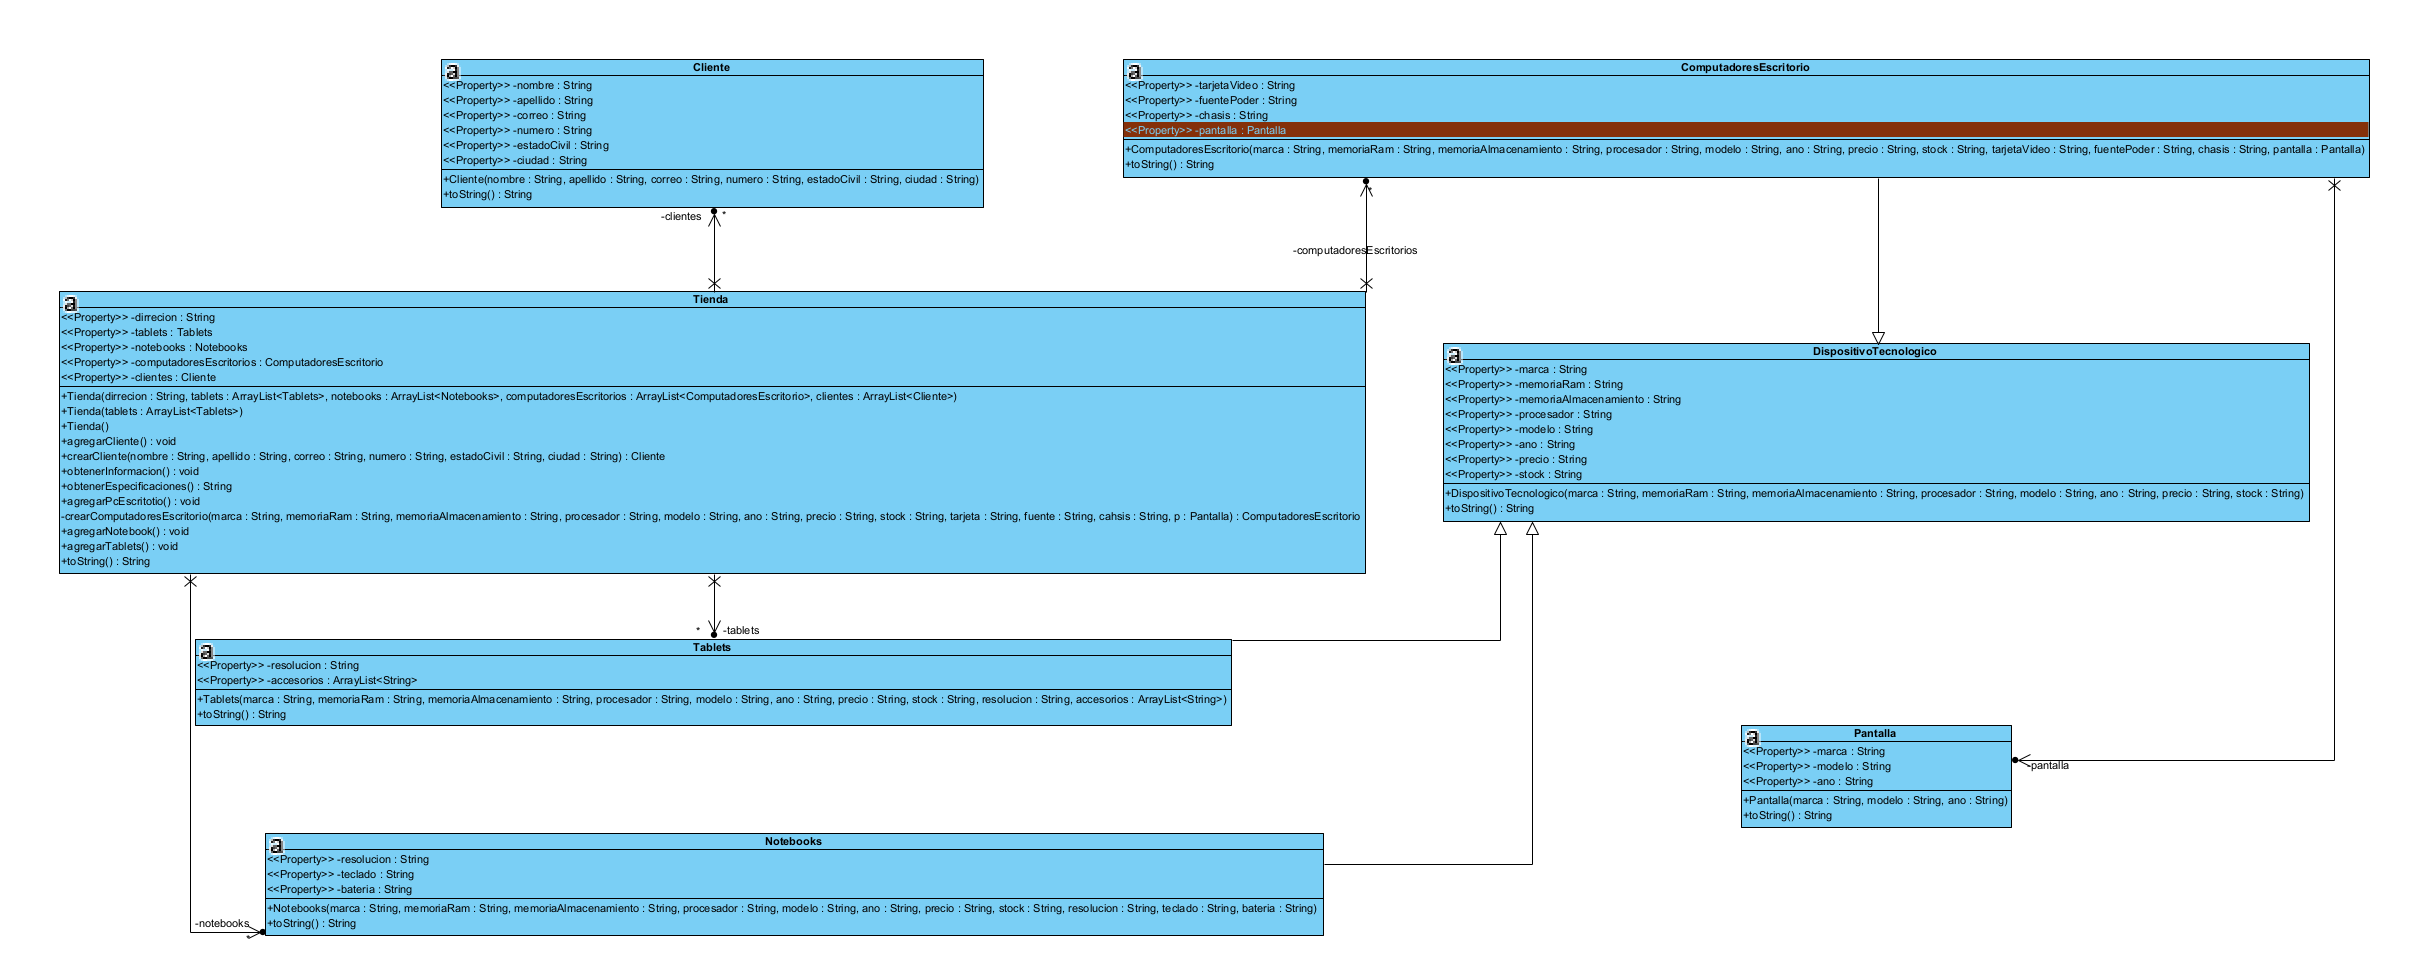 a
Cliente
<<Property>> -nombre : String
<<Property>> -apellido : String
<<Property>> -correo : String
<<Property>> -numero : String
<<Property>> -estadoCivil : String
<<Property>> -ciudad : String
+Cliente(nombre : String, apellido : String, correo : String, numero : String, estadoCivil : String, ciudad : String)
+toString() : String
-clientes
*
a
ComputadoresEscritorio
<<Property>> -tarjetaVideo : String
<<Property>> -fuentePoder : String
<<Property>> -chasis : String
<<Property>> -pantalla : Pantalla
+ComputadoresEscritorio(marca : String, memoriaRam : String, memoriaAlmacenamiento : String, procesador : String, modelo : String, ano : String, precio : String, stock : String, tarjetaVideo : String, fuentePoder : String, chasis : String, pantalla : Pantalla)
+toString() : String
*
-computadoresEscritorios
a
Tienda
<<Property>> -dirrecion : String
<<Property>> -tablets : Tablets
<<Property>> -notebooks : Notebooks
<<Property>> -computadoresEscritorios : ComputadoresEscritorio
<<Property>> -clientes : Cliente
+Tienda(dirrecion : String, tablets : ArrayList<Tablets>, notebooks : ArrayList<Notebooks>, computadoresEscritorios : ArrayList<ComputadoresEscritorio>, clientes : ArrayList<Cliente>)
+Tienda(tablets : ArrayList<Tablets>)
+Tienda()
+agregarCliente() : void
+crearCliente(nombre : String, apellido : String, correo : String, numero : String, estadoCivil : String, ciudad : String) : Cliente
+obtenerInformacion() : void
+obtenerEspecificaciones() : String
+agregarPcEscritotio() : void
-crearComputadoresEscritorio(marca : String, memoriaRam : String, memoriaAlmacenamiento : String, procesador : String, modelo : String, ano : String, precio : String, stock : String, tarjeta : String, fuente : String, cahsis : String, p : Pantalla) : ComputadoresEscritorio
+agregarNotebook() : void
+agregarTablets() : void
+toString() : String
a
DispositivoTecnologico
<<Property>> -marca : String
<<Property>> -memoriaRam : String
<<Property>> -memoriaAlmacenamiento : String
<<Property>> -procesador : String
<<Property>> -modelo : String
<<Property>> -ano : String
<<Property>> -precio : String
<<Property>> -stock : String
+DispositivoTecnologico(marca : String, memoriaRam : String, memoriaAlmacenamiento : String, procesador : String, modelo : String, ano : String, precio : String, stock : String)
+toString() : String
* -tablets
a
Tablets
<<Property>> -resolucion : String
<<Property>> -accesorios : ArrayList<String>
+Tablets(marca : String, memoriaRam : String, memoriaAlmacenamiento : String, procesador : String, modelo : String, ano : String, precio : String, stock : String, resolucion : String, accesorios : ArrayList<String>)
+toString() : String
a
Pantalla
<<Property>> -marca : String
<<Property>> -modelo : String
<<Property>> -ano : String
+Pantalla(marca : String, modelo : String, ano : String)
+toString() : String
-pantalla
a
Notebooks
<<Property>> -resolucion : String
<<Property>> -teclado : String
<<Property>> -bateria : String
+Notebooks(marca : String, memoriaRam : String, memoriaAlmacenamiento : String, procesador : String, modelo : String, ano : String, precio : String, stock : String, resolucion : String, teclado : String, bateria : String)
+toString() : String
-notebooks
*